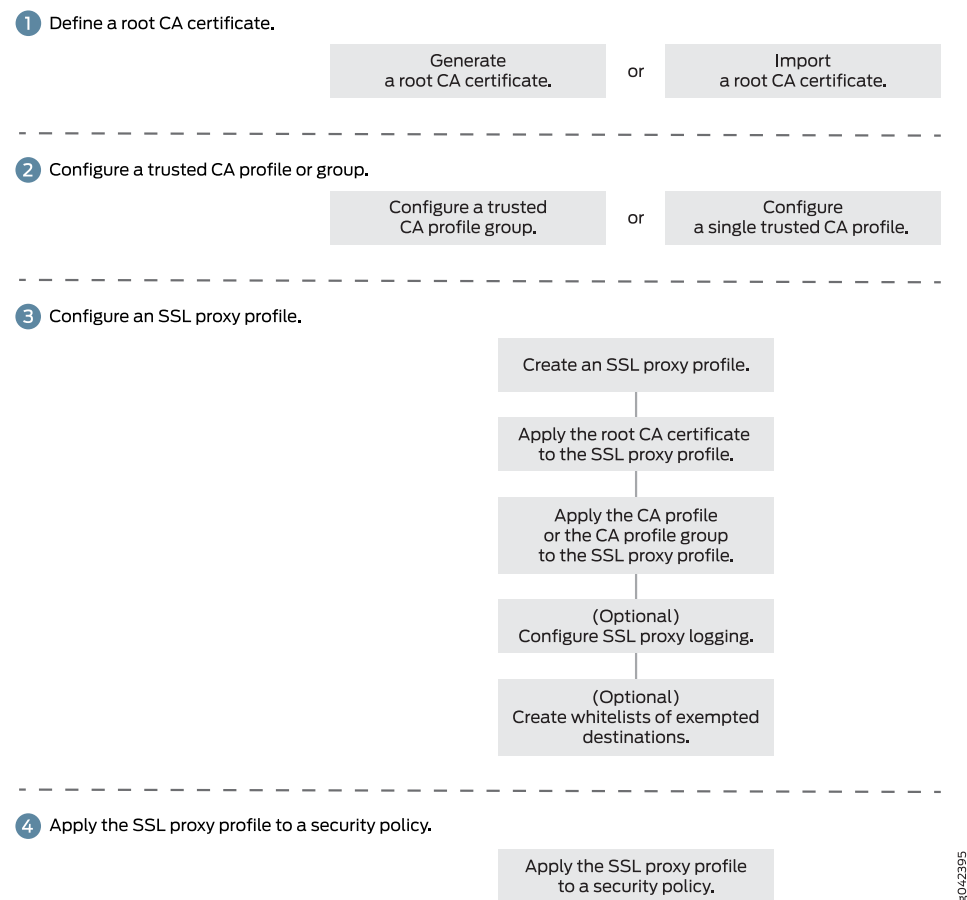 1 Define a root CA certificate.
Generate
a root CA certificate.
or
Import
a root CA certificate.
2 Configure a trusted CA profile or group.
Configure a trusted
CA profile group.
or
Configure
a single trusted CA profile.
3 Configure an SSL proxy profile.
Create an SSL proxy profile.
Apply the root CA certificate
to the SSL proxy profile.
Apply the CA profile
or the CA profile group
to the SSL proxy profile.
(Optional)
Configure SSL proxy logging.
(Optional)
Create whitelists of exempted
destinations.
4 Apply the SSL proxy profile to a security policy.
Apply the SSL proxy profile
to a security policy.
g042395